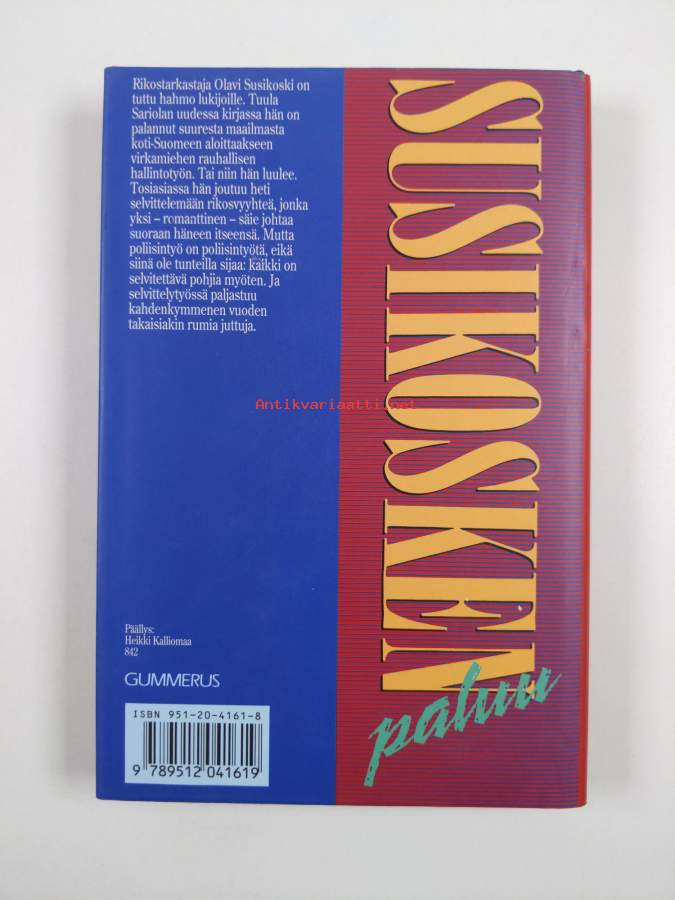 Rikostarkastaja Olavi Susikoski on
tuttu hahmo lukijoille. Tuula
Sariolan uudessa kirjassa hän on
palannut suuresta maailmasta
koti-Suomeen aloittaakseen
virkamiehen rauhallisen
hallintotyön. Tai niin hän luulee.
Tosiasiassa hän joutuu heti
selvittelemään rikosvyyhteä, jonka
yksi – romanttinen – säie johtaa
suoraan häneen itseensä. Mutta
poliisintyö on poliisintyötä, eikä
siinä ole tunteilla sijaa: kaikki on
selvitettävä pohjia myöten. Ja
selvittelytyössä paljastuu
kahdenkymmenen vuoden
takaisiakin rumia juttuja.
SUSIKOSKEN
paluu
Antikvariaatti.net
Päällys:
Heikki Kalliomaa
842
GUMMERUS
ISBN 951-20-4161-8
9 789512 041619